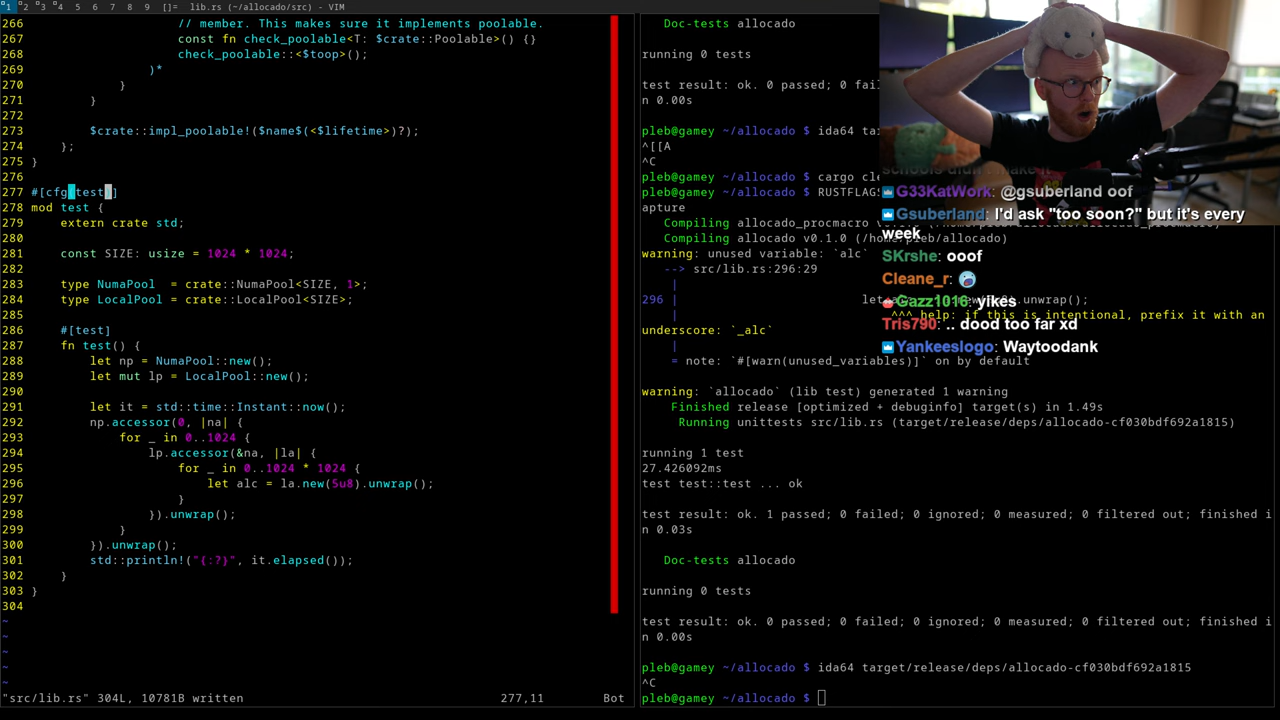 1 2 3 4 5 6 7 8 9 []= lib.rs (~/allocado/src) - VIM
266 // member. This makes sure it implements poolable.
267 const fn check_poolable<T: $crate::Poolable>() {}
268 check_poolable::<$toop>();
269 )*
270 }
271 }
272
273 $crate::impl_poolable!($name$(<$lifetime>)?);
274 };
275 }
276
277 #[cfg(test)]
278 mod test {
279 extern crate std;
280
281 const SIZE: usize = 1024 * 1024;
282
283 type NumaPool = crate::NumaPool<SIZE, 1>;
284 type LocalPool = crate::LocalPool<SIZE>;
285
286 #[test]
287 fn test() {
288 let np = NumaPool::new();
289 let mut lp = LocalPool::new();
290
291 let it = std::time::Instant::now();
292 np.accessor(0, |na| {
293 for _ in 0..1024 {
294 lp.accessor(&na, |la| {
295 for _ in 0..1024 * 1024 {
296 let alc = la.new(5u8).unwrap();
297 }
298 }).unwrap();
299 }
300 }).unwrap();
301 std::println!("{:?}", it.elapsed());
302 }
303 }
304
~
~
~
~
~
"src/lib.rs" 304L, 10781B written 277,11 Bot
Doc-tests allocado
running 0 tests
test result: ok. 0 passed; 0 fail
n 0.00s
pleb@gamey ~/allocado $ ida64 ta
^[[A
^C
pleb@gamey ~/allocado $ cargo cle
pleb@gamey ~/allocado $ RUSTFLAGS
apture
Compiling allocado_procmacro
Compiling allocado v0.1.0 (/home/pleb/allocado)
warning: unused variable: `alc`
--> src/lib.rs:296:29
|
296 | let .unwrap();
| ^^^ help: if this is intentional, prefix it with an
underscore: `_alc`
|
= note: `#[warn(unused_variables)]` on by default
warning: `allocado` (lib test) generated 1 warning
Finished release [optimized + debuginfo] target(s) in 1.49s
Running unittests src/lib.rs (target/release/deps/allocado-cf030bdf692a1815)
running 1 test
27.426092ms
test test::test ... ok
test result: ok. 1 passed; 0 failed; 0 ignored; 0 measured; 0 filtered out; finished i
n 0.03s
Doc-tests allocado
running 0 tests
test result: ok. 0 passed; 0 failed; 0 ignored; 0 measured; 0 filtered out; finished i
n 0.00s
pleb@gamey ~/allocado $ ida64 target/release/deps/allocado-cf030bdf692a1815
^C
pleb@gamey ~/allocado $
schools didn't make it
G33KatWork: @gsuberland oof
Gsuberland: I'd ask "too soon?" but it's every
week
SKrshe: ooof
Cleane_r:
Gazz1016: yikes
Tris790: .. dood too far xd
Yankeeslogo: Waytoodank